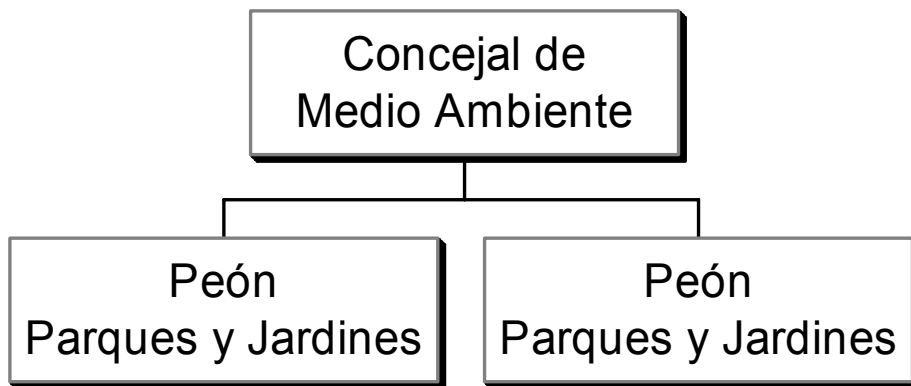 Concejal de
Medio Ambiente
Peón
Parques y Jardines
Peón
Parques y Jardines